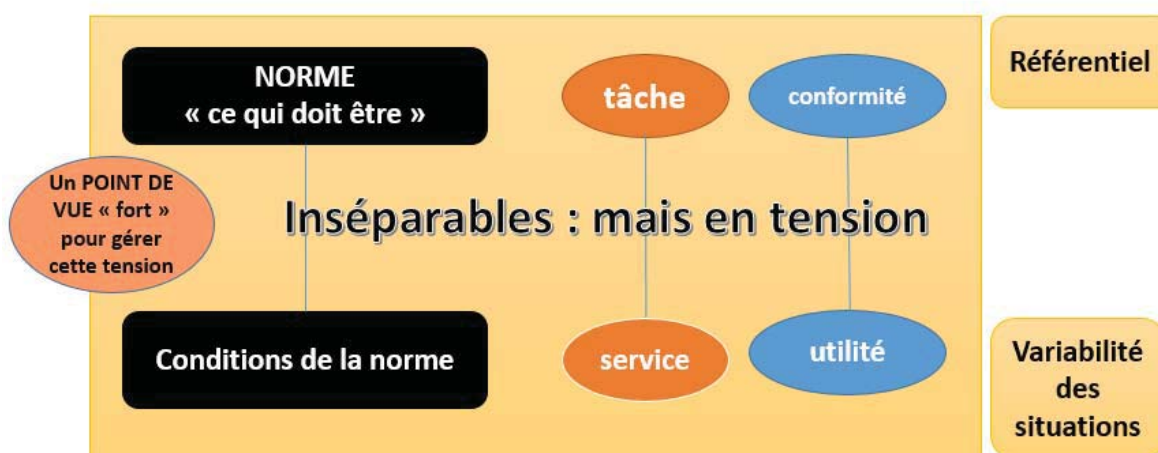 NORME
« ce qui doit être »
tâche
conformité
Référentiel
Un POINT DE
VUE « fort »
pour gérer
cette tension
Inséparables : mais en tension
Conditions de la norme
service
utilité
Variabilité
des
situations